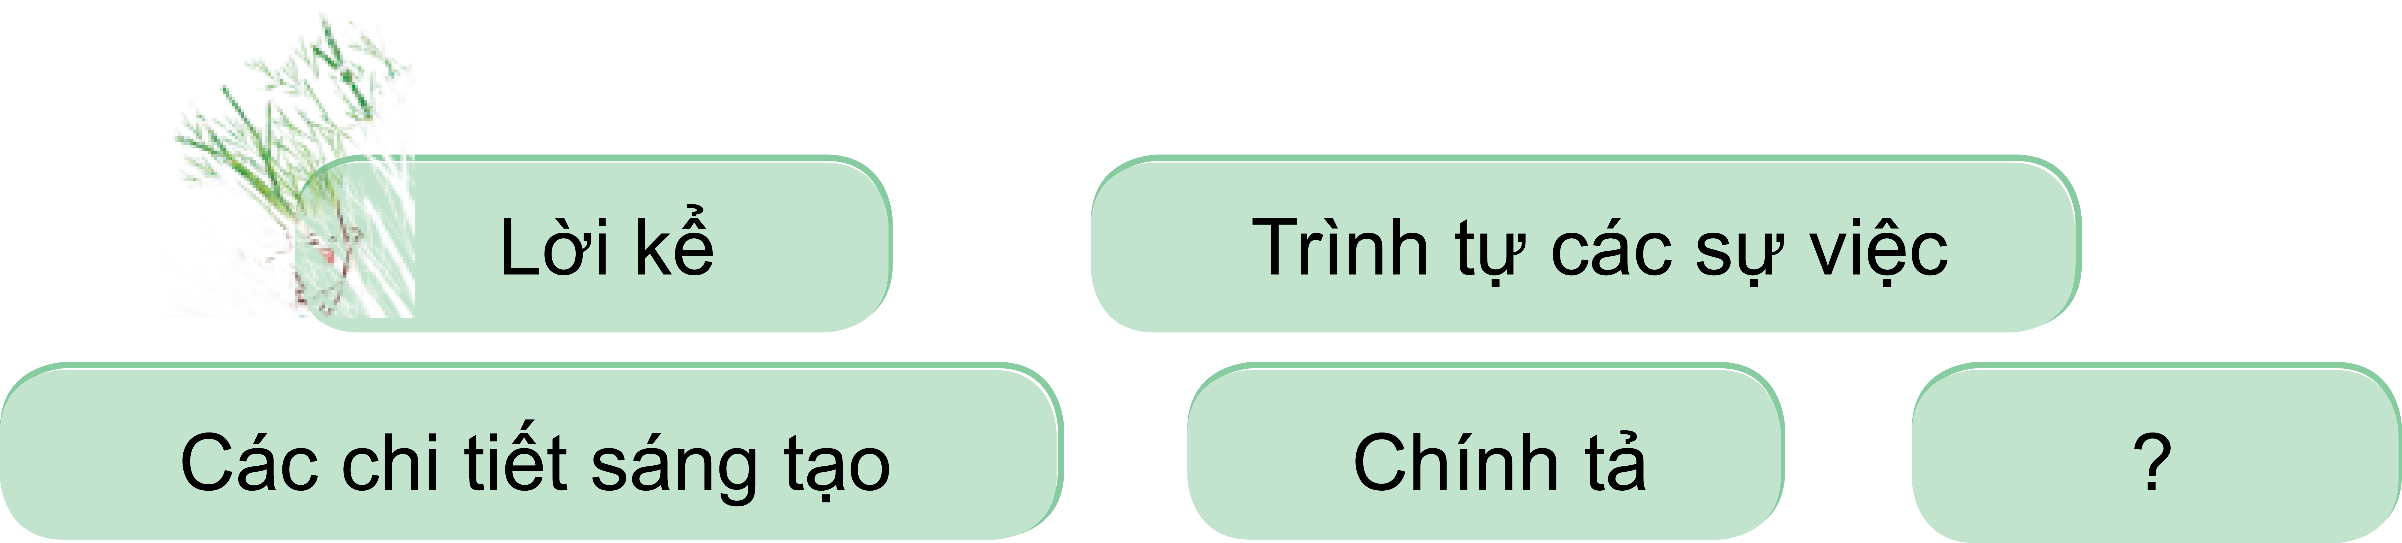 Lời kể
Trình tự các sự việc
Các chi tiết sáng tạo
Chính tả
?